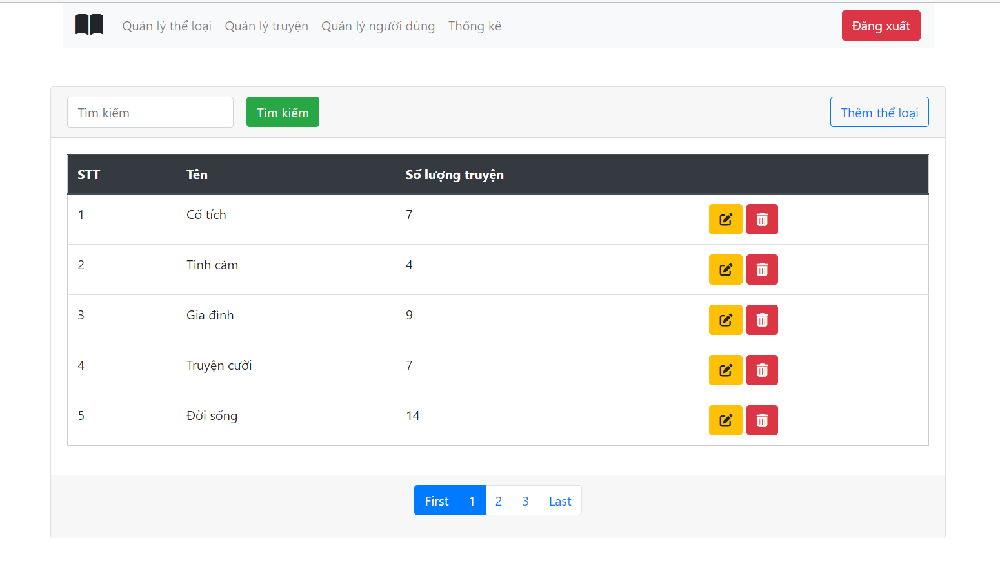 Quản lý thể loại Quản lý truyện Quản lý người dùng Thống kê Đăng xuất
Tìm kiếm Tìm kiếm Thêm thể loại
STT Tên Số lượng truyện
1 Cổ tích 7
2 Tình cảm 4
3 Gia đình 9
4 Truyện cười 7
5 Đời sống 14
First 1 2 3 Last